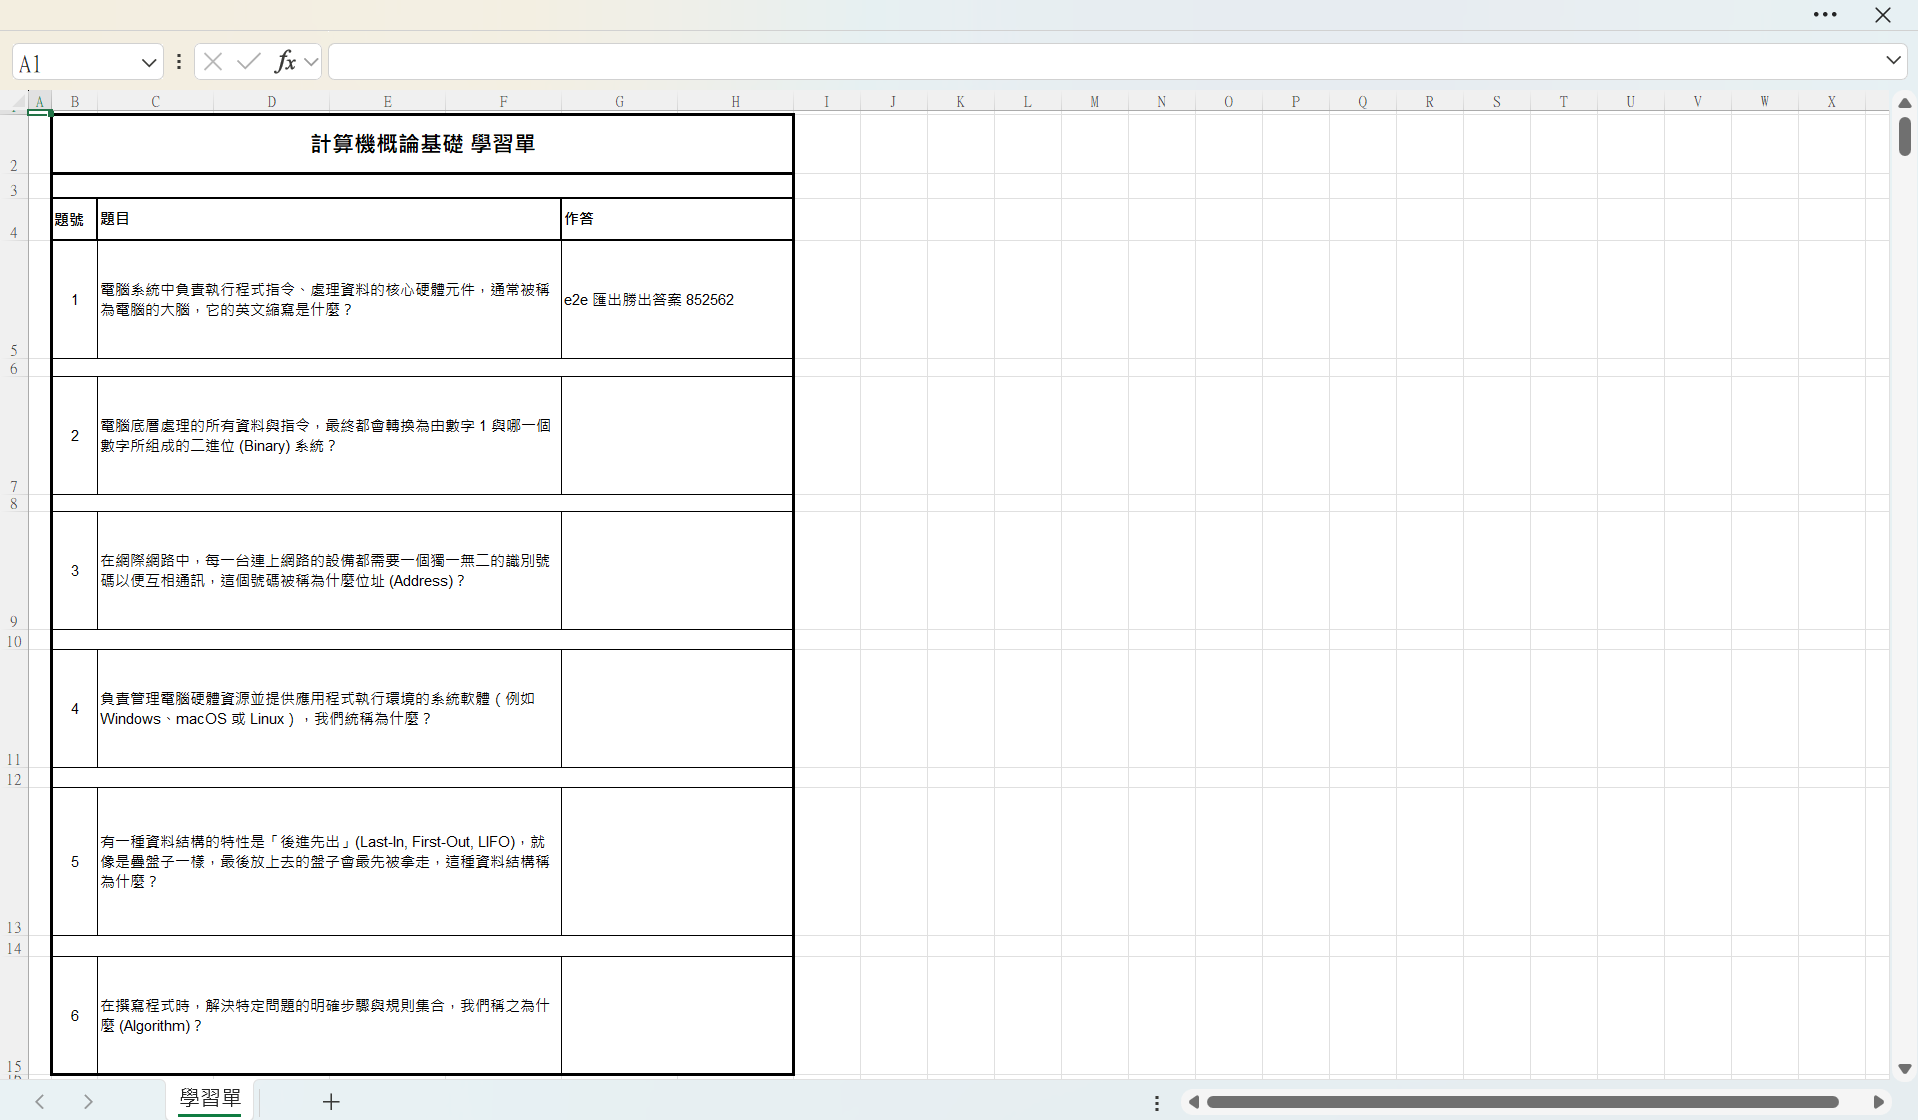 A1
fx
A B C D E F G H I J K L M N O P Q R S T U V W X
計算機概論基礎 學習單
2
3
題號 題目 作答
4
電腦系統中負責執行程式指令、處理資料的核心硬體元件，通常被稱
1 e2e 匯出勝出答案 852562
為電腦的大腦，它的英文縮寫是什麼？
5
6
電腦底層處理的所有資料與指令，最終都會轉換為由數字 1 與哪一個
2
數字所組成的二進位 (Binary) 系統？
7
8
在網際網路中，每一台連上網路的設備都需要一個獨一無二的識別號
3
碼以便互相通訊，這個號碼被稱為什麼位址 (Address)？
9
10
負責管理電腦硬體資源並提供應用程式執行環境的系統軟體（例如
4
Windows、macOS 或 Linux），我們統稱為什麼？
11
12
有一種資料結構的特性是「後進先出」(Last-In, First-Out, LIFO)，就
5 像是疊盤子一樣，最後放上去的盤子會最先被拿走，這種資料結構稱
為什麼？
13
14
在撰寫程式時，解決特定問題的明確步驟與規則集合，我們稱之為什
6
麼 (Algorithm)？
15
學習單